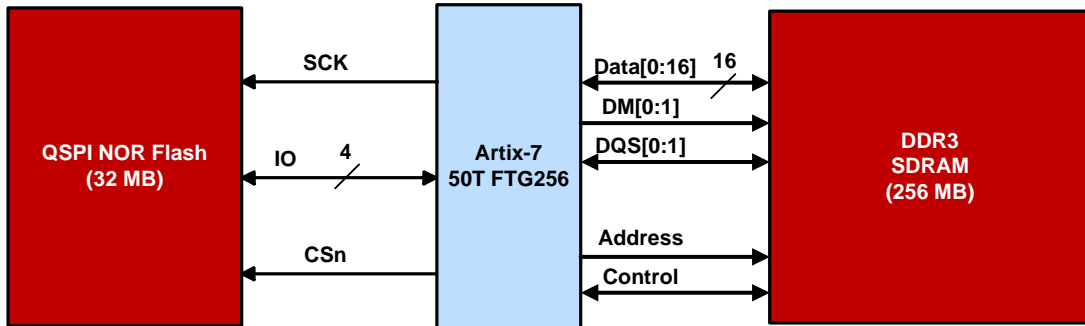 QSPI NOR Flash
(32 MB)
SCK
IO
4
CSn
Artix-7
50T FTG256
Data[0:16]
16
DM[0:1]
DQS[0:1]
Address
Control
DDR3
SDRAM
(256 MB)